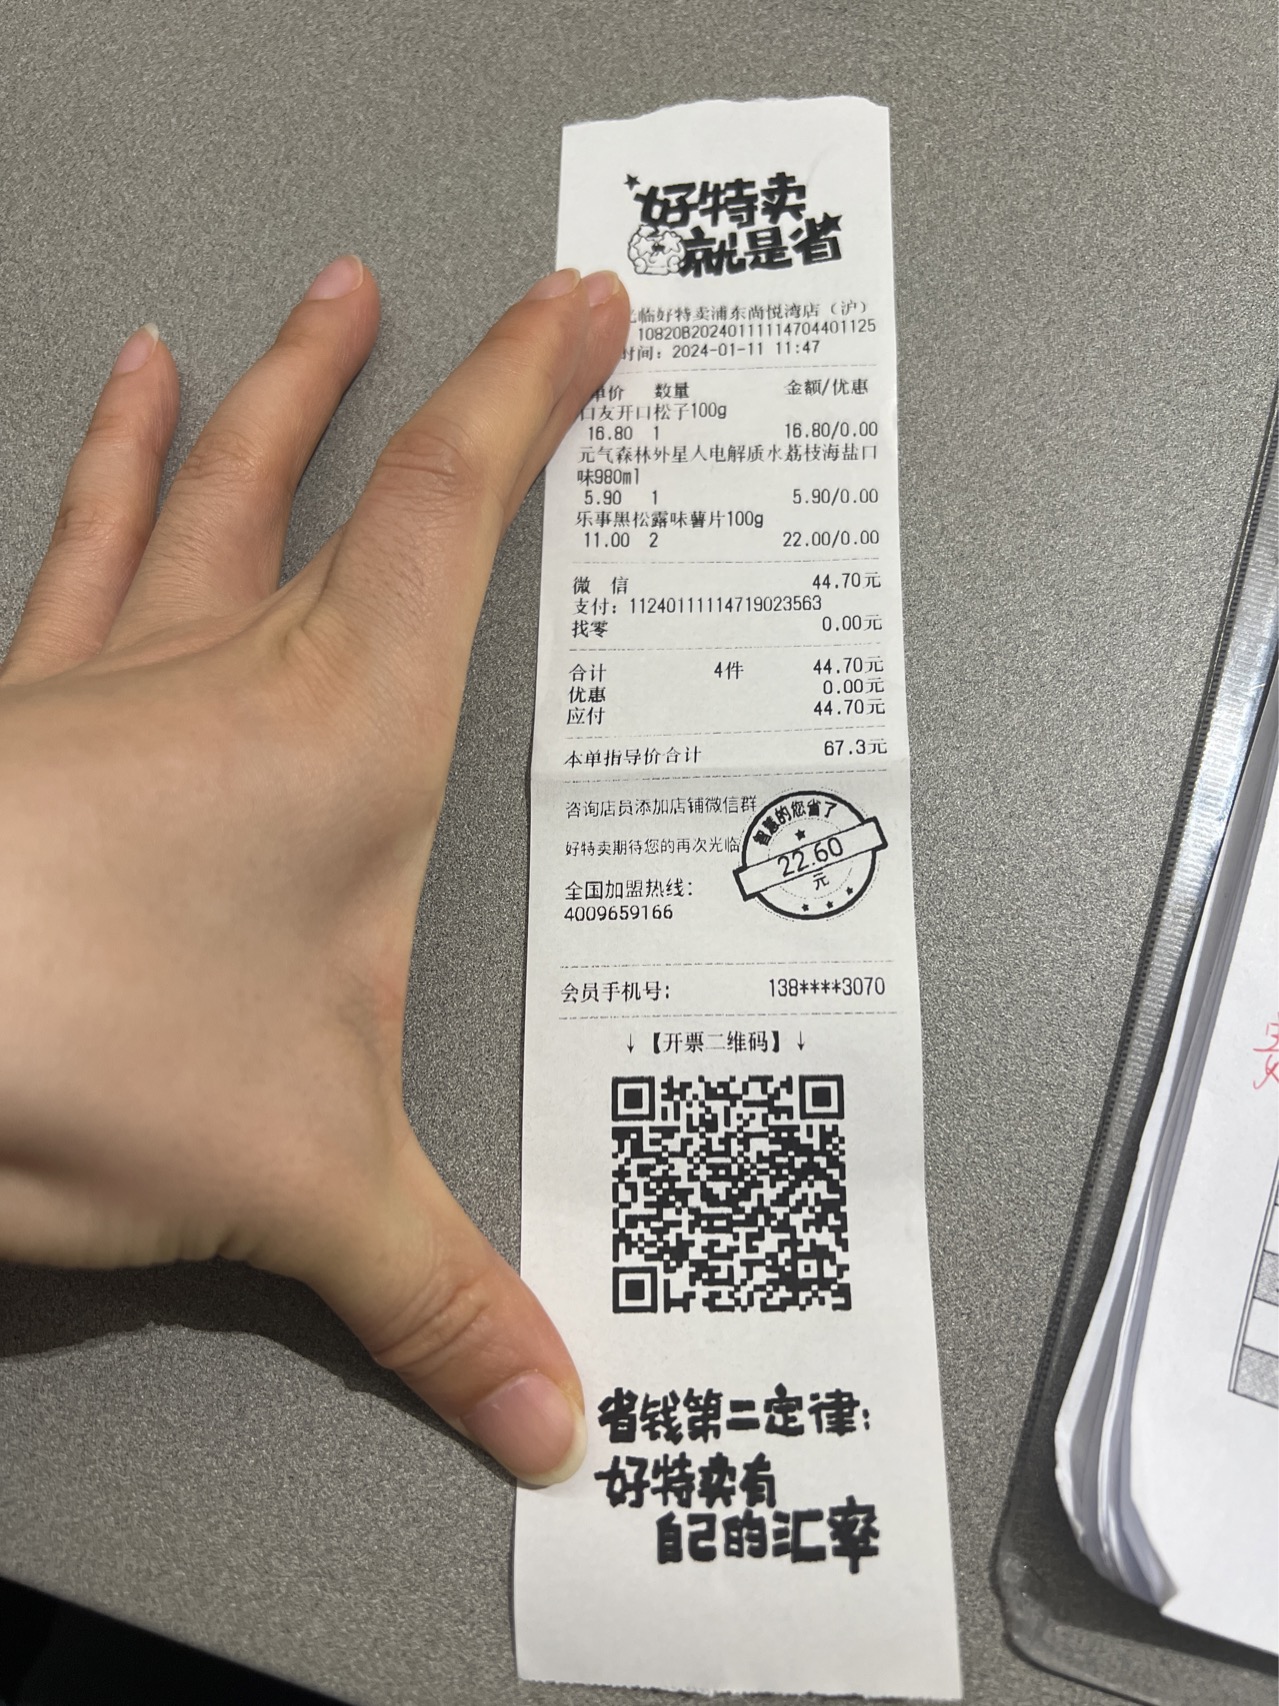 好特卖
就是省
临好特卖浦东尚悦湾店（沪）
10820B20240111114704401125
时间：2024-01-11 11:47
单价 数量 金额/优惠
口友开口松子100g
16.80 1 16.80/0.00
元气森林外星人电解质水荔枝海盐口
味980ml
5.90 1 5.90/0.00
乐事黑松露味薯片100g
11.00 2 22.00/0.00
微 信 44.70元
支付：11240111114719023563
找零 0.00元
合计 4件 44.70元
优惠 0.00元
应付 44.70元
本单指导价合计 67.3元
咨询店员添加店铺微信群
好特卖期待您的再次光临
智慧的您省了
22.60
元
全国加盟热线：
4009659166
会员手机号： 138****3070
↓【开票二维码】↓
省钱第二定律：
好特卖有
自己的汇率